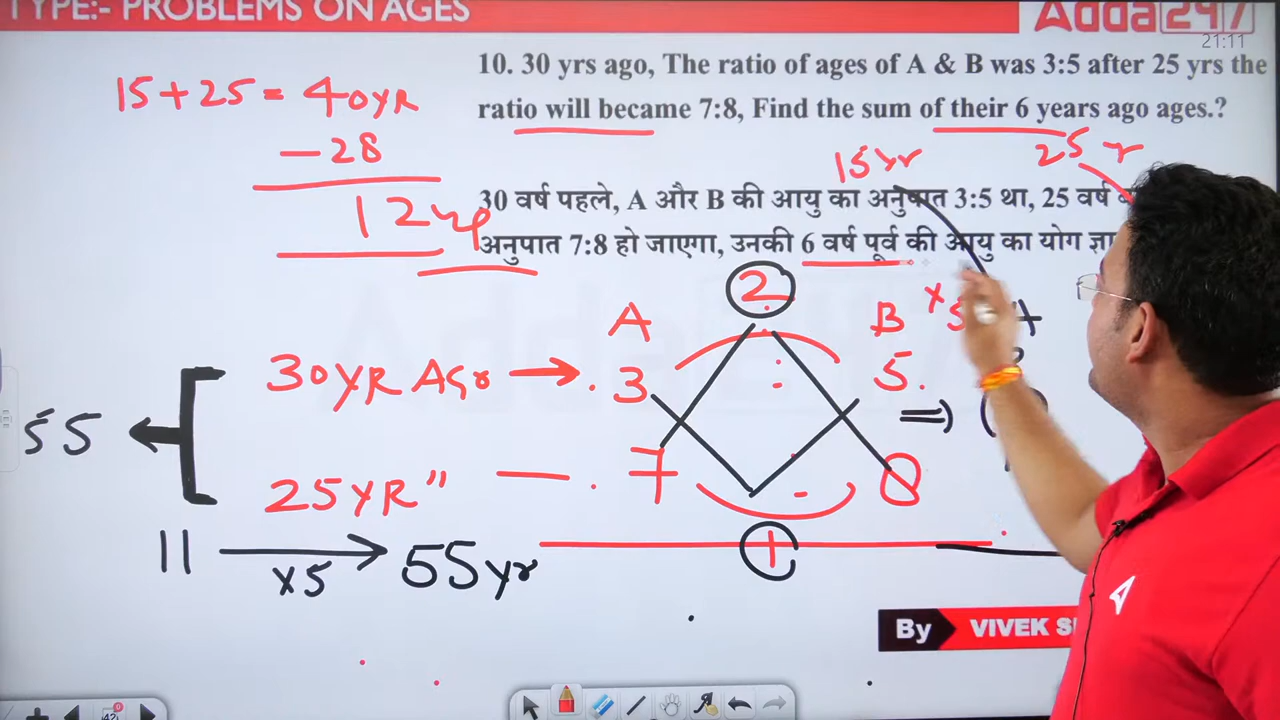 TYPE:- PROBLEMS ON AGES
Adda247
21:11
10. 30 yrs ago, The ratio of ages of A & B was 3:5 after 25 yrs the
ratio will became 7:8, Find the sum of their 6 years ago ages.?
15+25 = 40yR
-28
12yr
15yr
25 r
30 वर्ष पहले, A और B की आयु का अनुपात 3:5 था, 25 वर्ष
अनुपात 7:8 हो जाएगा, उनकी 6 वर्ष पूर्व की आयु का योग
2
A B ×5
30YR Ago → 3 : 5
⇒
55 ←
25YR" — 7 : 8
11 → 55yr
×5
1
By VIVEK